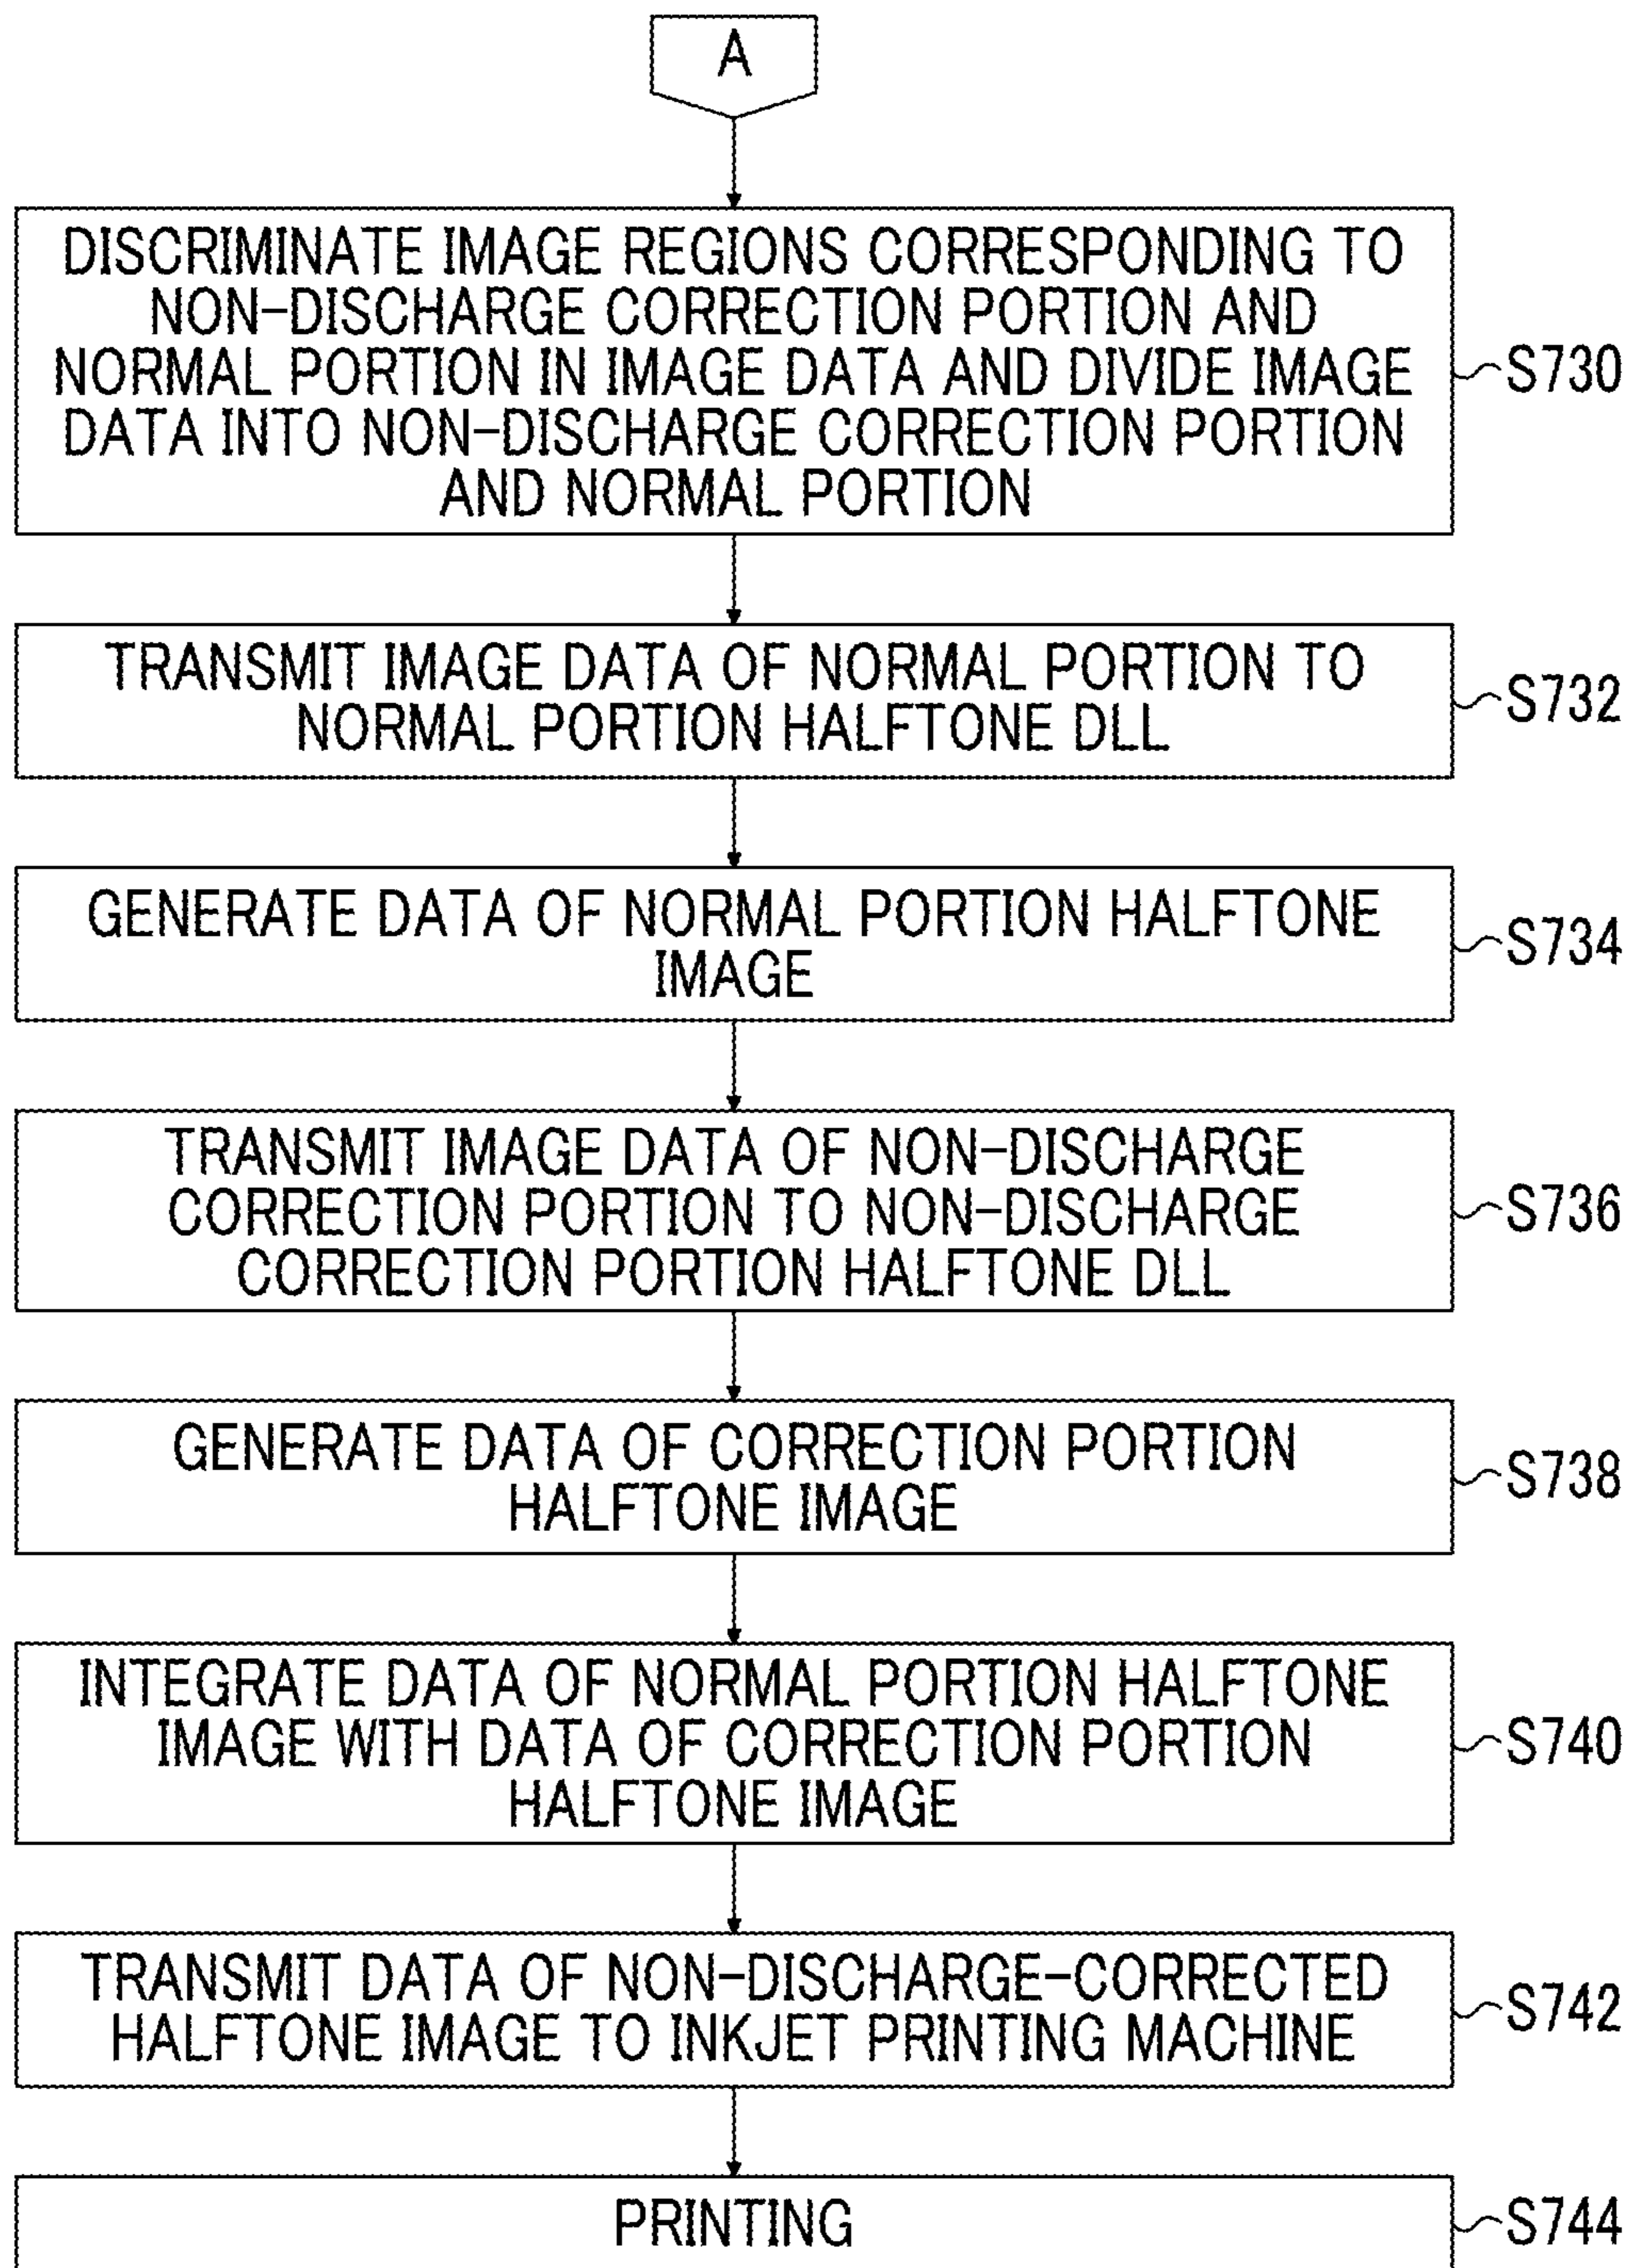 A
DISCRIMINATE IMAGE REGIONS CORRESPONDING TO
NON-DISCHARGE CORRECTION PORTION AND
NORMAL PORTION IN IMAGE DATA AND DIVIDE IMAGE
DATA INTO NON-DISCHARGE CORRECTION PORTION
AND NORMAL PORTION
S730
TRANSMIT IMAGE DATA OF NORMAL PORTION TO
NORMAL PORTION HALFTONE DLL
S732
GENERATE DATA OF NORMAL PORTION HALFTONE
IMAGE
S734
TRANSMIT IMAGE DATA OF NON-DISCHARGE
CORRECTION PORTION TO NON-DISCHARGE
CORRECTION PORTION HALFTONE DLL
S736
GENERATE DATA OF CORRECTION PORTION
HALFTONE IMAGE
S738
INTEGRATE DATA OF NORMAL PORTION HALFTONE
IMAGE WITH DATA OF CORRECTION PORTION
HALFTONE IMAGE
S740
TRANSMIT DATA OF NON-DISCHARGE-CORRECTED
HALFTONE IMAGE TO INKJET PRINTING MACHINE
S742
PRINTING
S744